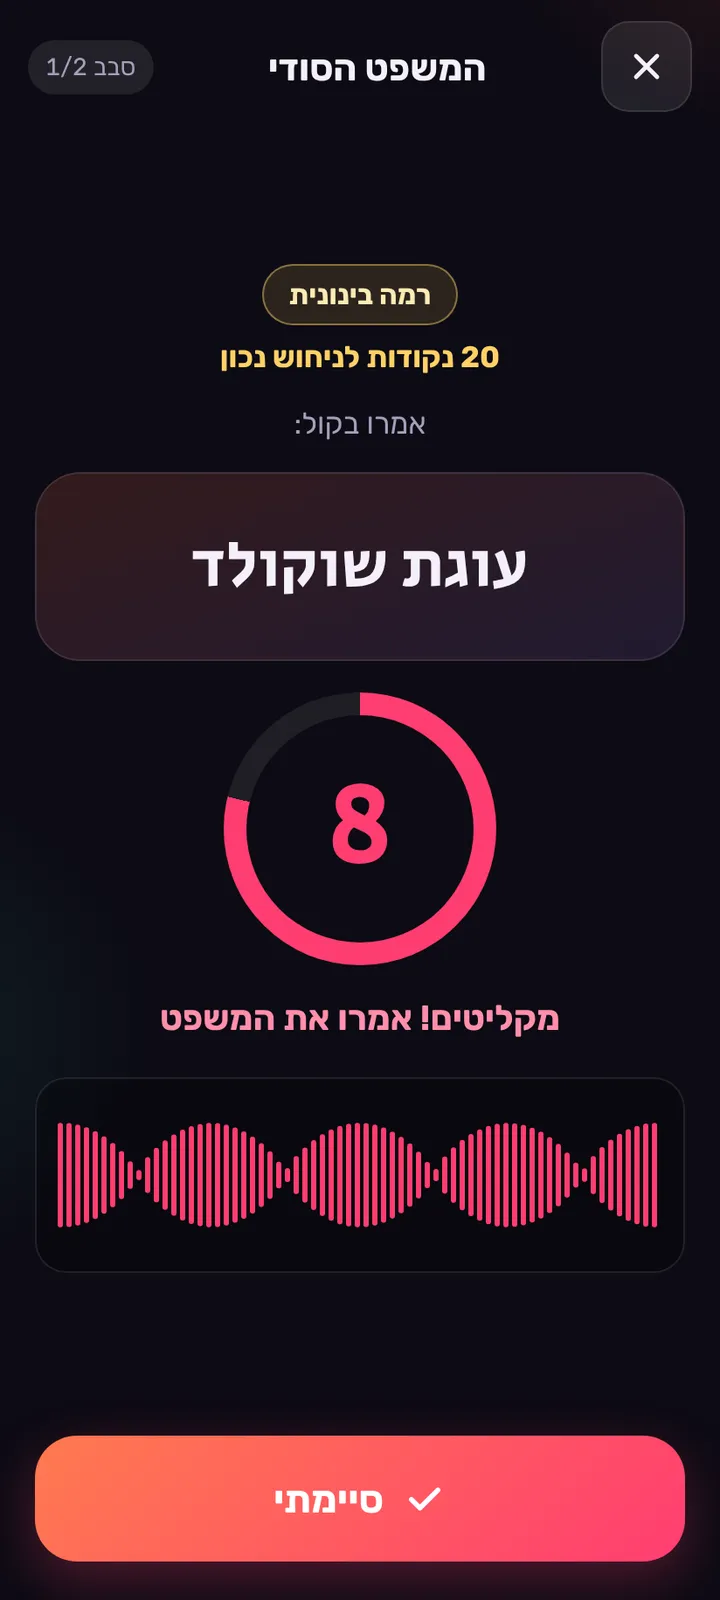 המשפט הסודי
סבב 1/2
רמה בינונית
20 נקודות לניחוש נכון
אמרו בקול:
עוגת שוקולד
8
מקליטים! אמרו את המשפט
סיימתי